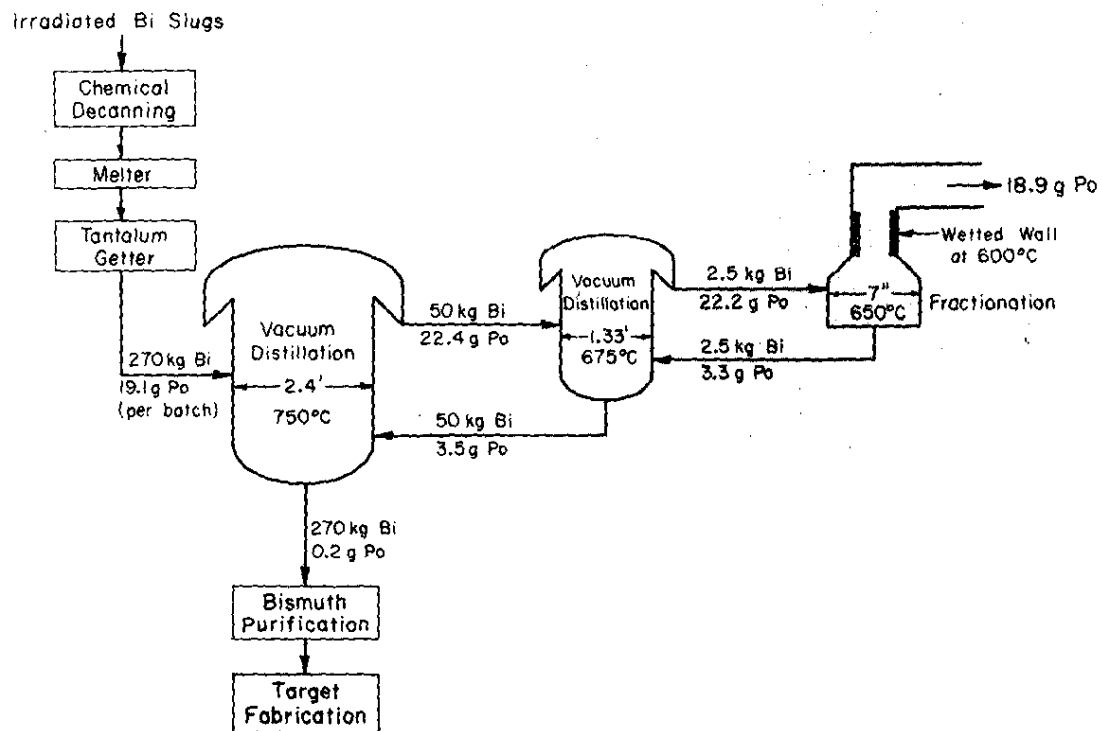 Irradiated Bi Slugs
Chemical
Decanning
Melter
Tantalum
Getter
270 kg Bi
19.1 g Po
(per batch)
Vacuum
Distillation
2.4'
750°C
50 kg Bi
22.4 g Po
50 kg Bi
3.5 g Po
Vacuum
Distillation
1.33'
675°C
2.5 kg Bi
22.2 g Po
2.5 kg Bi
3.3 g Po
7"
650°C
Fractionation
18.9 g Po
Wetted Wall
at 600°C
270 kg Bi
0.2 g Po
Bismuth
Purification
Target
Fabrication